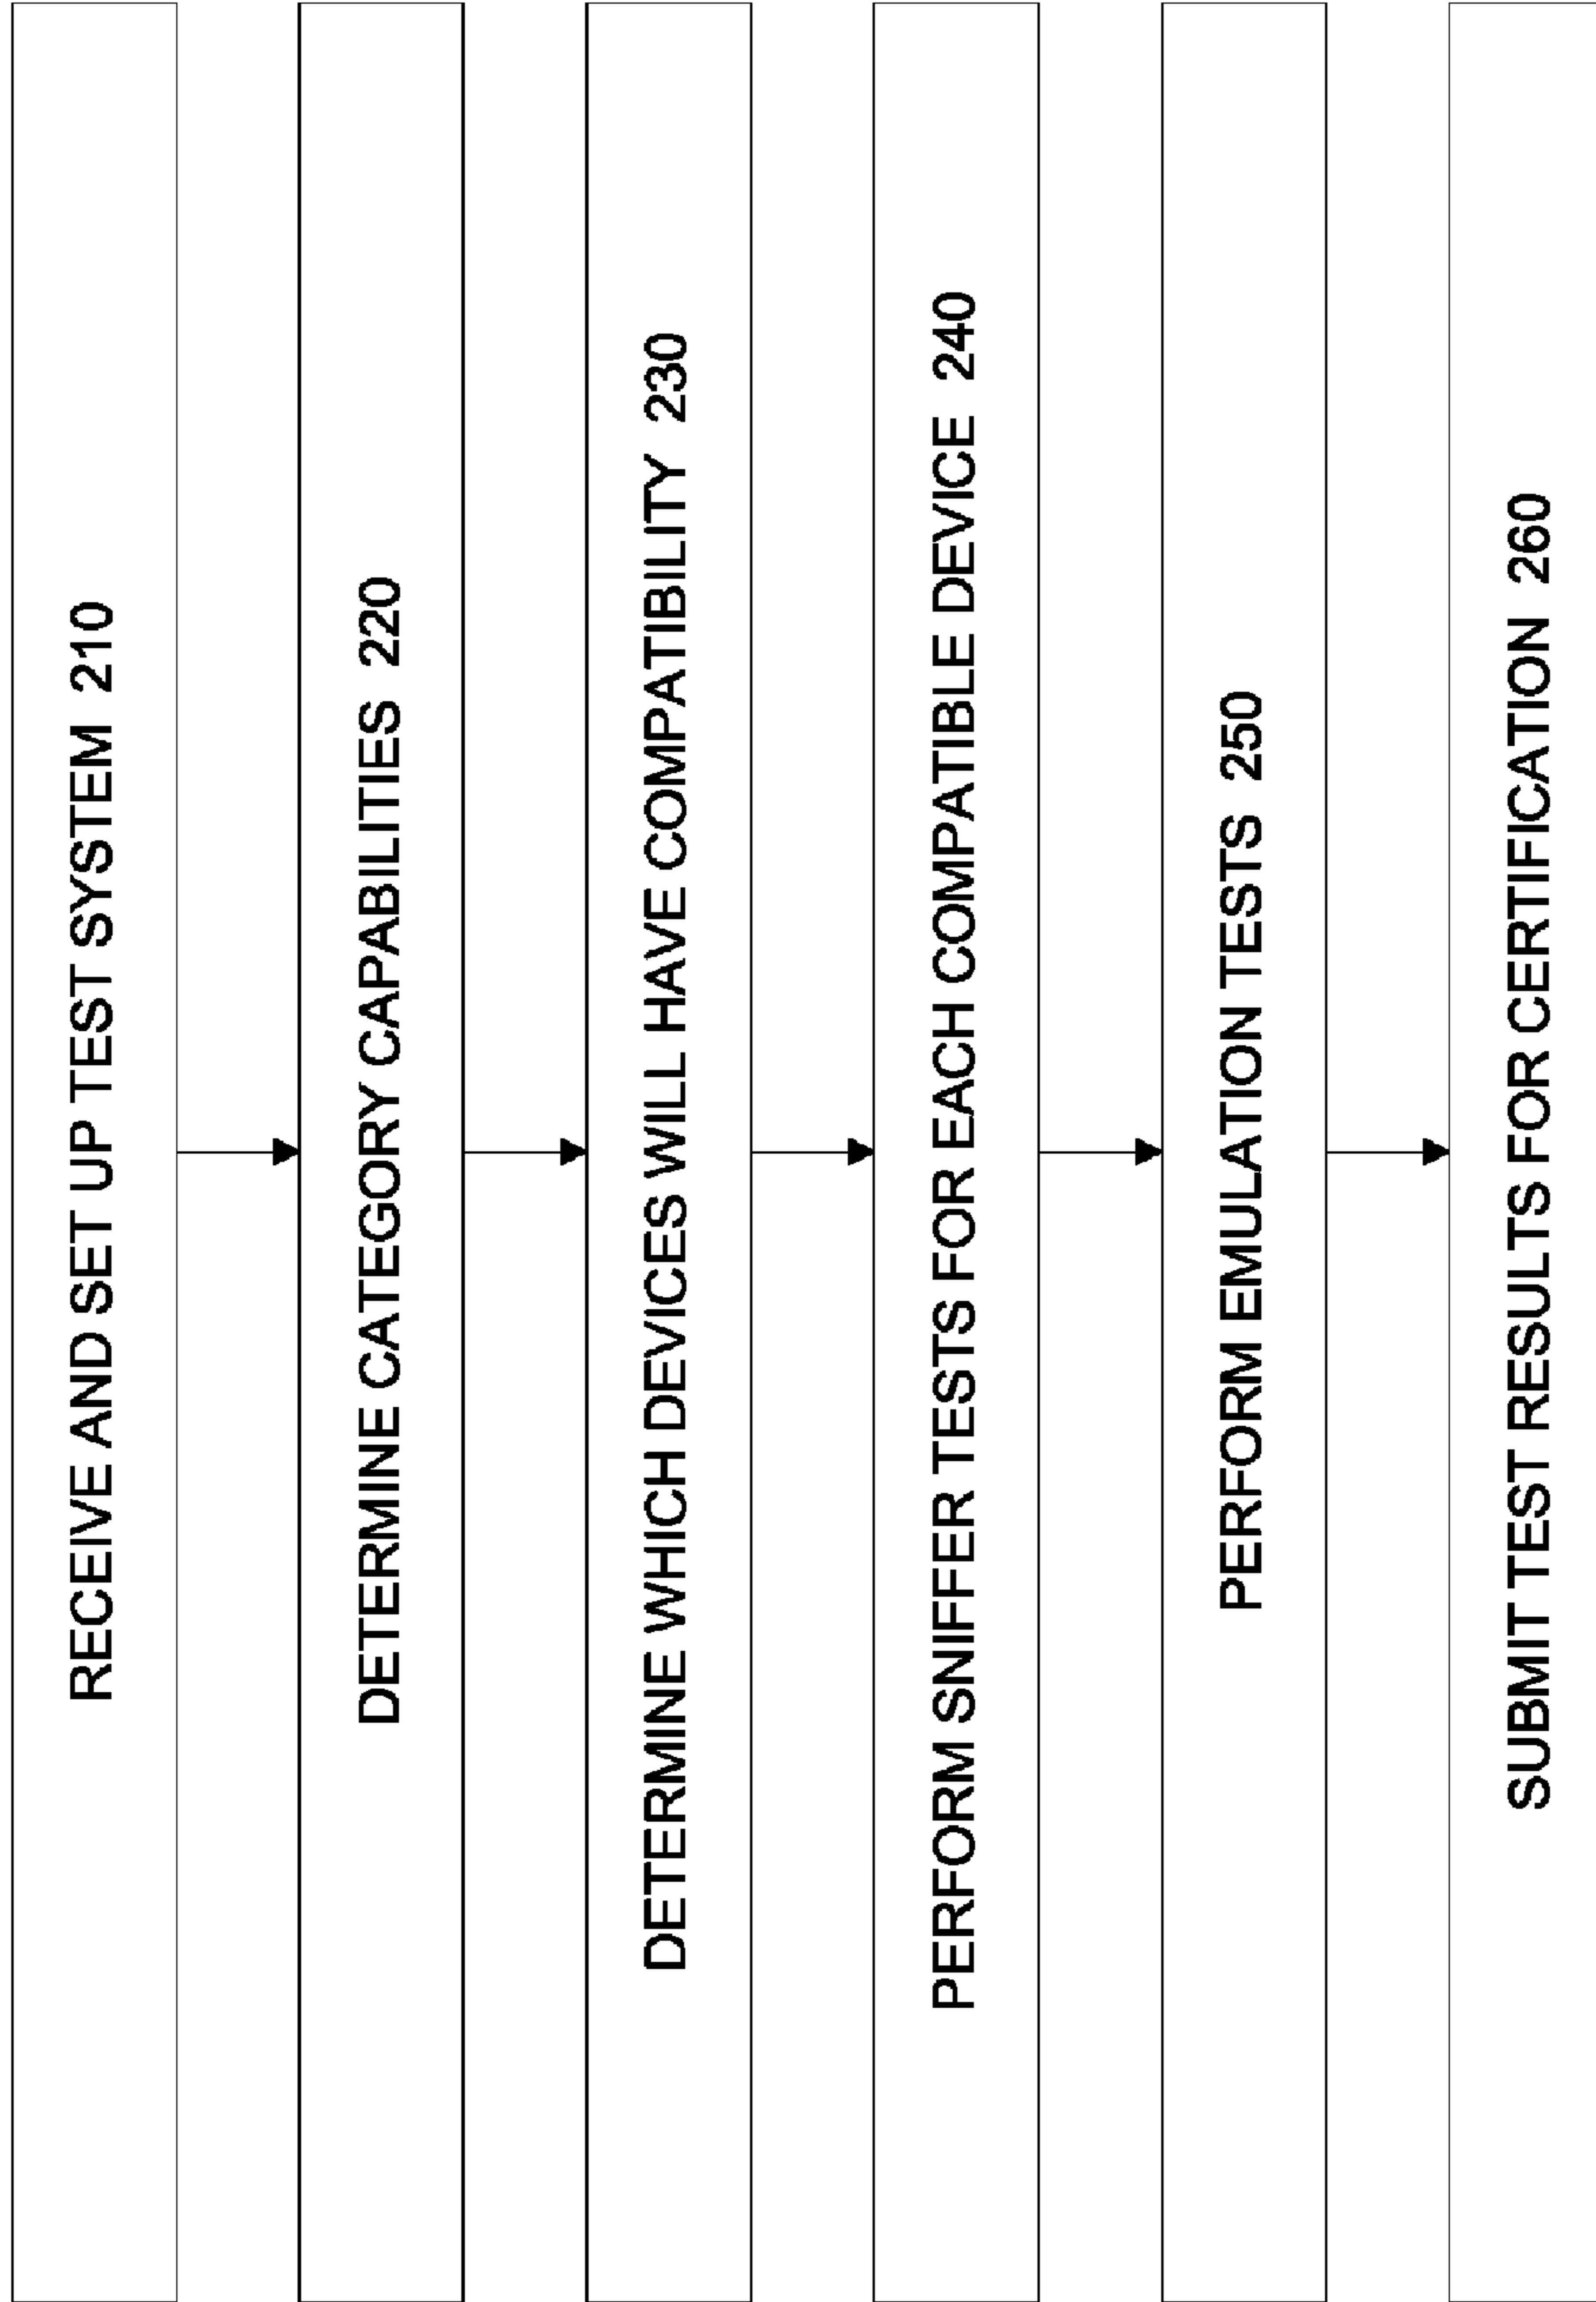 RECEIVE AND SET UP TEST SYSTEM 210
DETERMINE CATEGORY CAPABILITIES 220
DETERMINE WHICH DEVICES WILL HAVE COMPATIBILITY 230
PERFORM SNIFFER TESTS FOR EACH COMPATIBLE DEVICE 240
PERFORM EMULATION TESTS 250
SUBMIT TEST RESULTS FOR CERTIFICATION 260